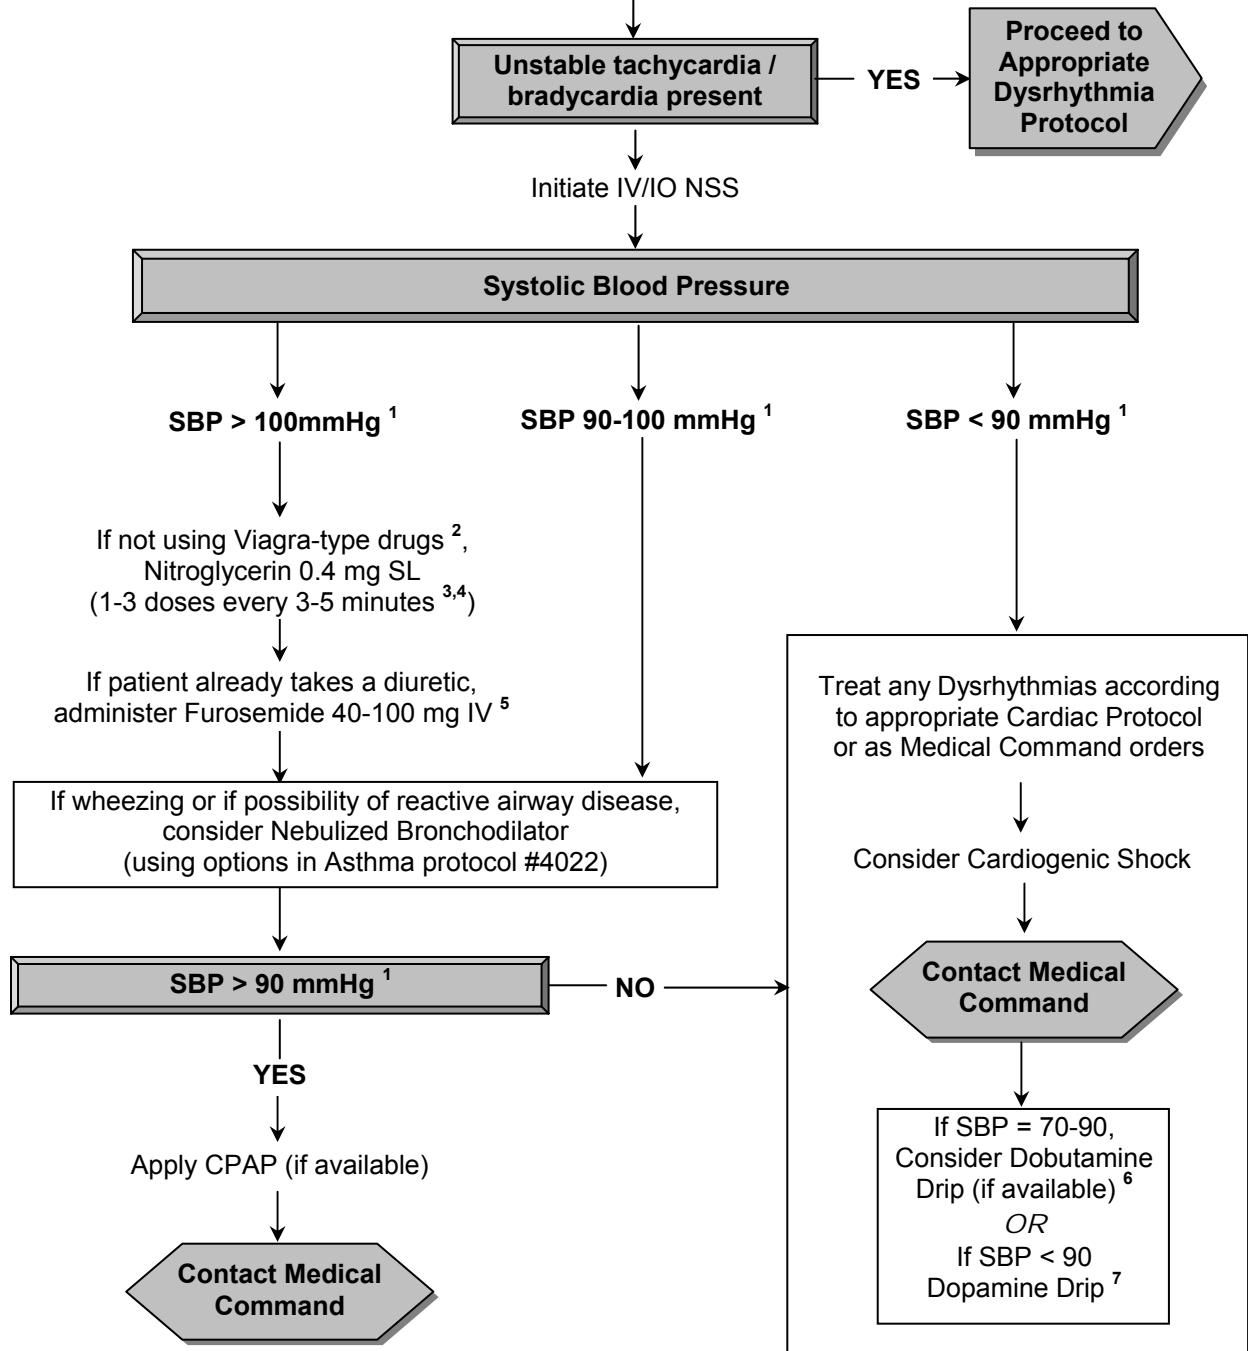 Unstable tachycardia /
bradycardia present
YES
Proceed to
Appropriate
Dysrhythmia
Protocol
Initiate IV/IO NSS
Systolic Blood Pressure
SBP > 100mmHg 1
SBP 90-100 mmHg 1
SBP < 90 mmHg 1
If not using Viagra-type drugs 2,
Nitroglycerin 0.4 mg SL
(1-3 doses every 3-5 minutes 3,4)
If patient already takes a diuretic,
administer Furosemide 40-100 mg IV 5
If wheezing or if possibility of reactive airway disease,
consider Nebulized Bronchodilator
(using options in Asthma protocol #4022)
SBP > 90 mmHg 1
NO
YES
Apply CPAP (if available)
Contact Medical
Command
Treat any Dysrhythmias according
to appropriate Cardiac Protocol
or as Medical Command orders
Consider Cardiogenic Shock
Contact Medical
Command
If SBP = 70-90,
Consider Dobutamine
Drip (if available) 6
OR
If SBP < 90
Dopamine Drip 7